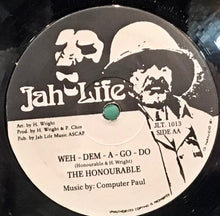 Jah Life
Arr. by H. Wright
Prod. by H. Wright & P. Chin
Pub. by Jah Life Music ASCAP
JLT. 1013
SIDE AA
WEH - DEM - A - GO - DO
(Honourable & H. Wright)
THE HONOURABLE
Music by: Computer Paul